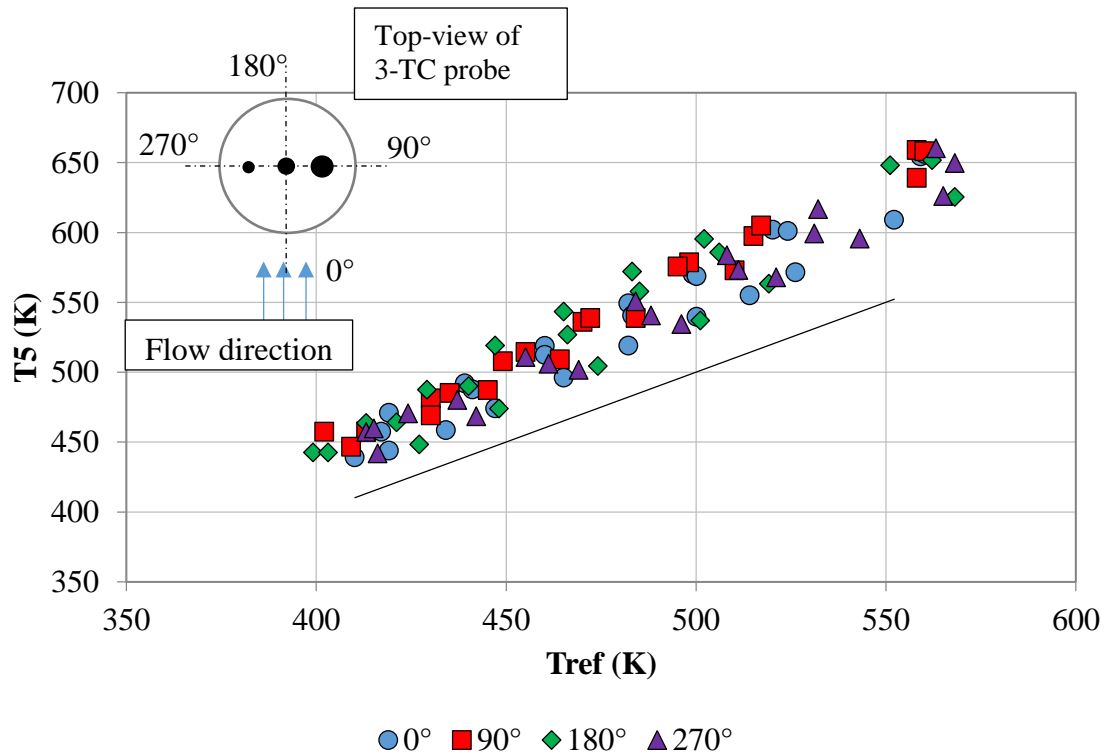 Top-view of
3-TC probe
180°
270°
90°
0°
Flow direction
700
650
600
550
500
450
400
350
T5 (K)
350 400 450 500 550 600
Tref (K)
0° 90° 180° 270°